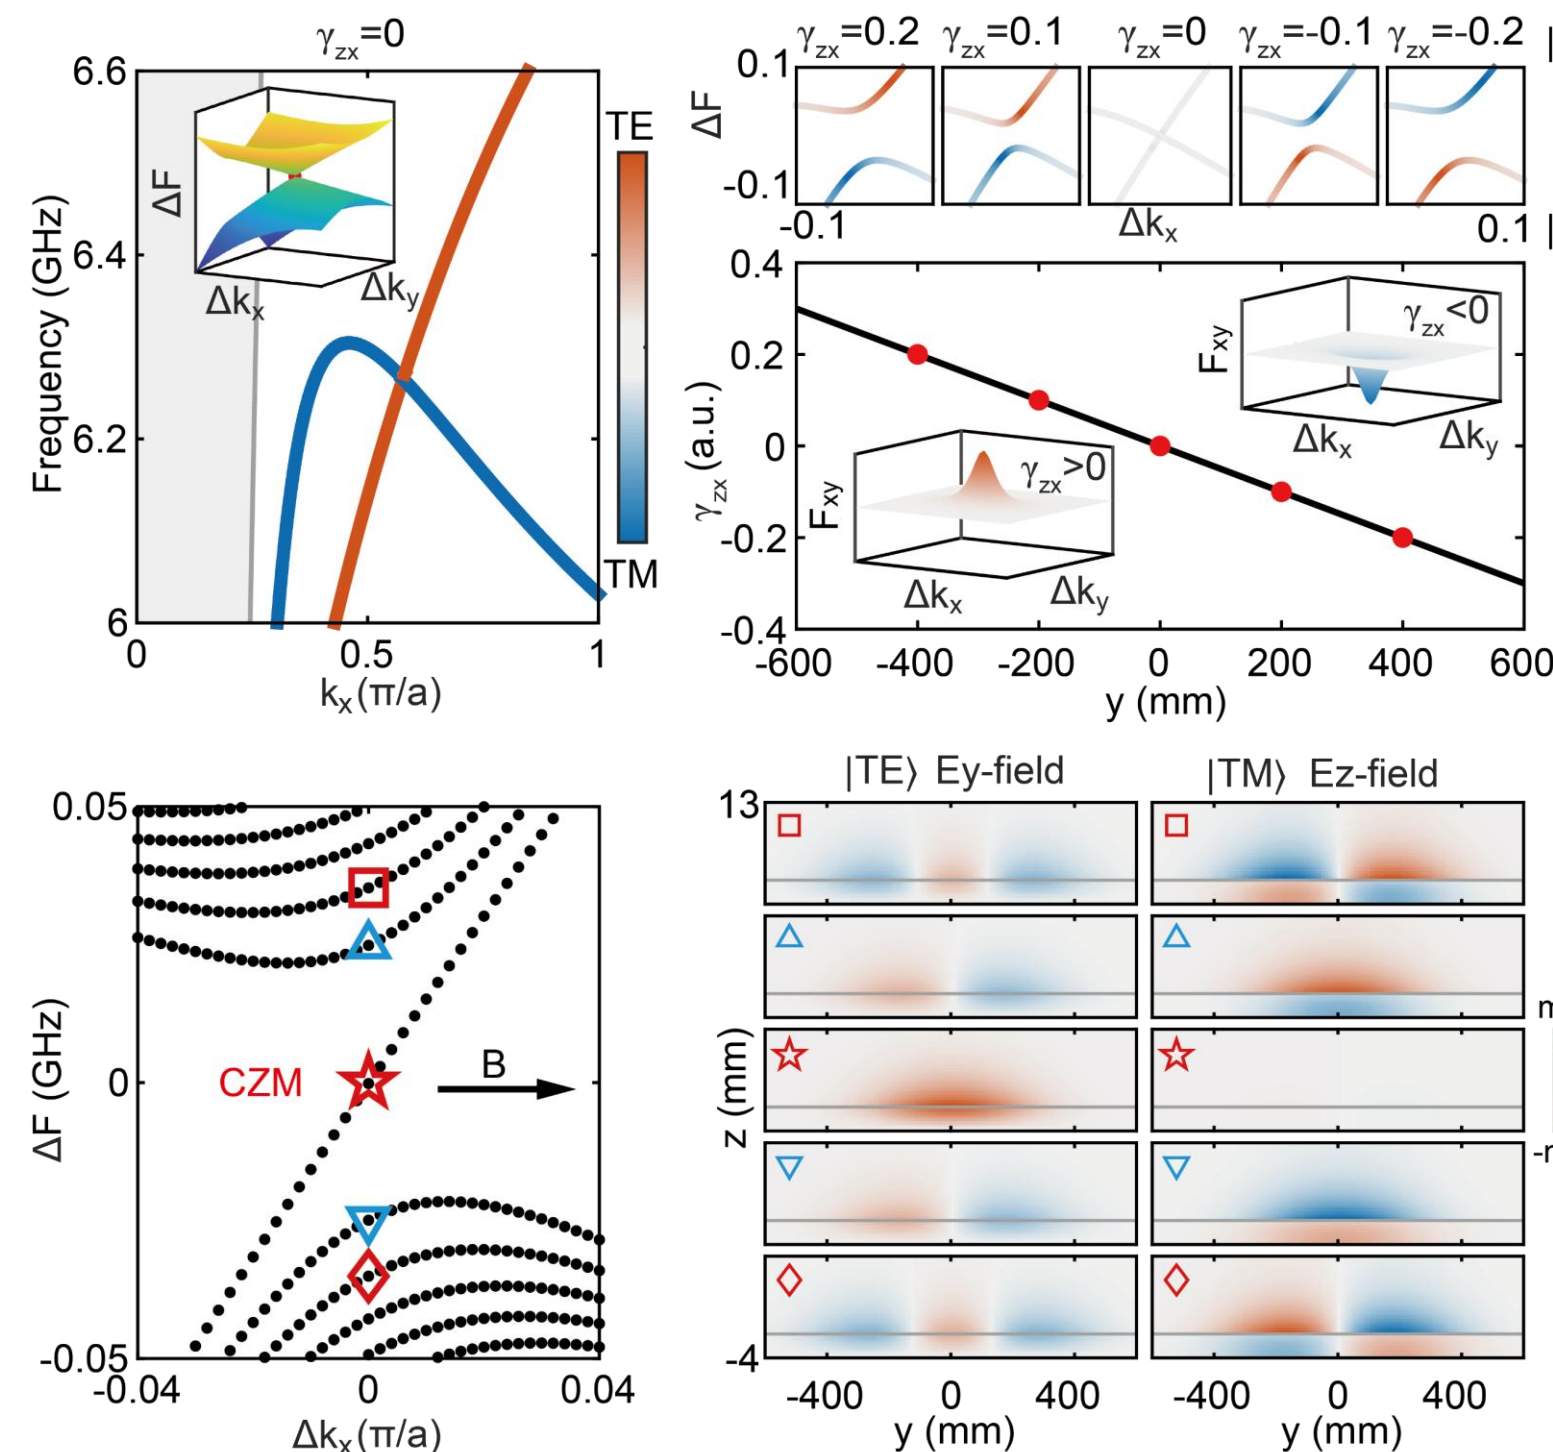 γzx=0
6.6
6.4
6.2
6
0
0.5
1
Frequency (GHz)
kx(π/a)
ΔF
Δkx
Δky
TE
TM
γzx=0.2
γzx=0.1
γzx=0
γzx=-0.1
γzx=-0.2
ΔF
0.1
-0.1
-0.1
Δkx
0.1
0.4
0.2
0
-0.2
-0.4
γzx(a.u.)
-600
-400
-200
0
200
400
600
y (mm)
Fxy
γzx>0
Δkx
Δky
Fxy
γzx<0
Δkx
Δky
0.05
0
-0.05
ΔF (GHz)
CZM
B
-0.04
0
0.04
Δkx(π/a)
|TE⟩ Ey-field
|TM⟩ Ez-field
13
-4
z (mm)
-400
0
400
y (mm)
-400
0
400
y (mm)